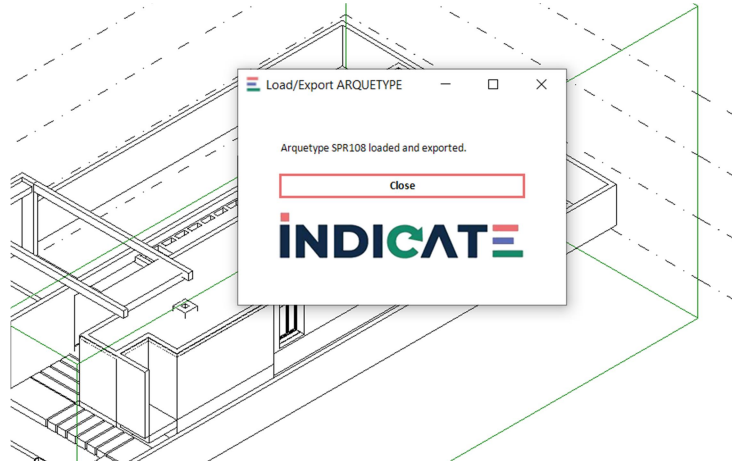 Load/Export ARQUETYPE
Arquetype SPR108 loaded and exported.
Close
INDICATE